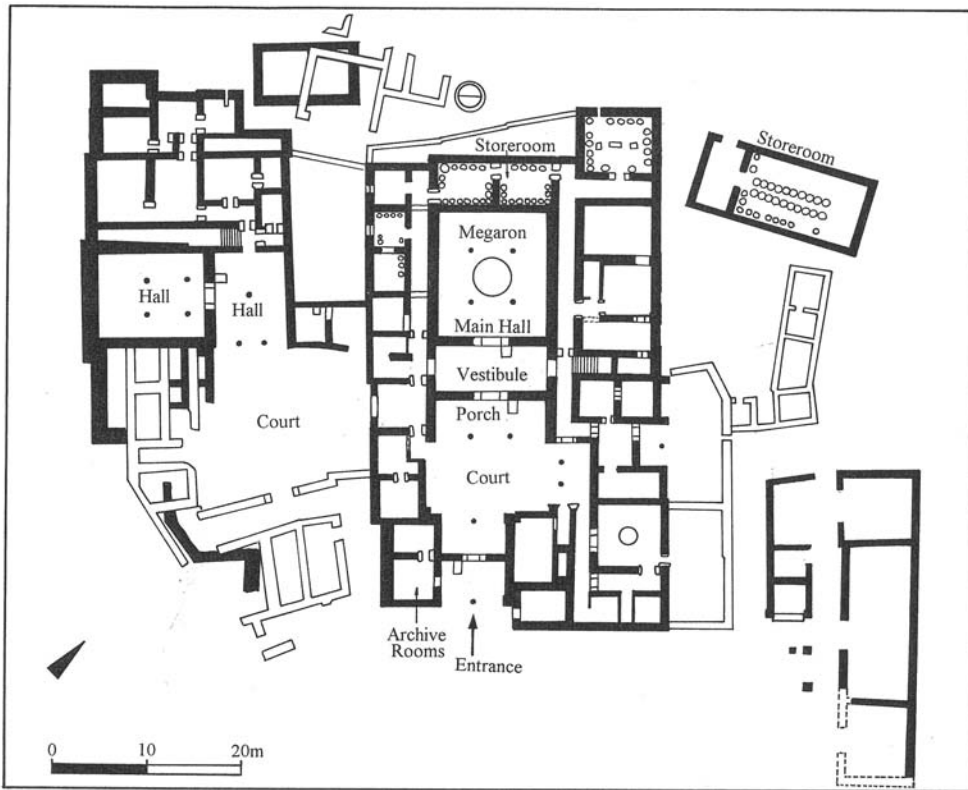 Storeroom
Storeroom
Megaron
Hall
Hall
Main Hall
Vestibule
Porch
Court
Court
Archive
Rooms
Entrance
0 10 20m